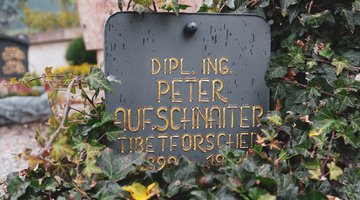 DIPL. ING.
PETER
AUFSCHNAITER
TIBETFORSCHER